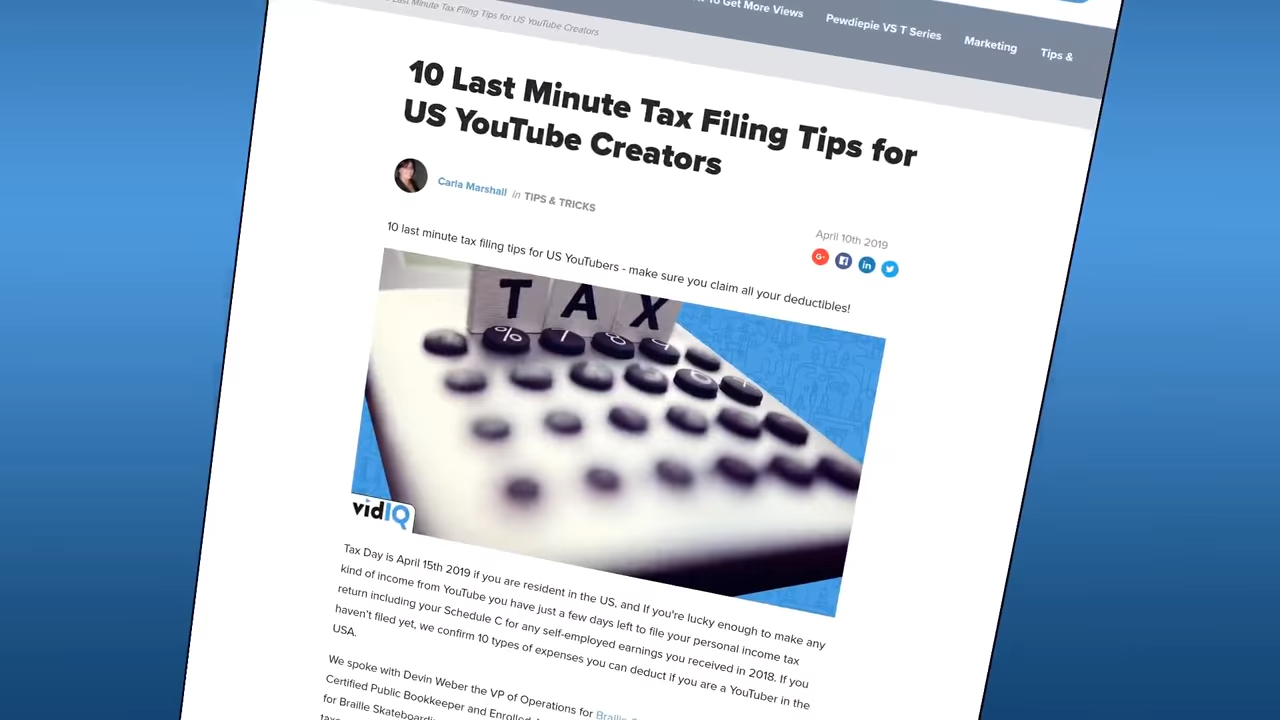 Last Minute Tax Filing Tips for US YouTube Creators
To Get More Views
Pewdiepie VS T Series
Marketing
Tips &
10 Last Minute Tax Filing Tips for
US YouTube Creators
Carla Marshall in TIPS & TRICKS
April 10th 2019
G+ in
10 last minute tax filing tips for US YouTubers - make sure you claim all your deductibles!
TAX
% 7 8 9
vidIQ
Tax Day is April 15th 2019 if you are resident in the US, and If you're lucky enough to make any
kind of income from YouTube you have just a few days left to file your personal income tax
return including your Schedule C for any self-employed earnings you received in 2018. If you
haven't filed yet, we confirm 10 types of expenses you can deduct if you are a YouTuber in the
USA.
We spoke with Devin Weber the VP of Operations for
Certified Public Bookkeeper and Enrolled
for Braille